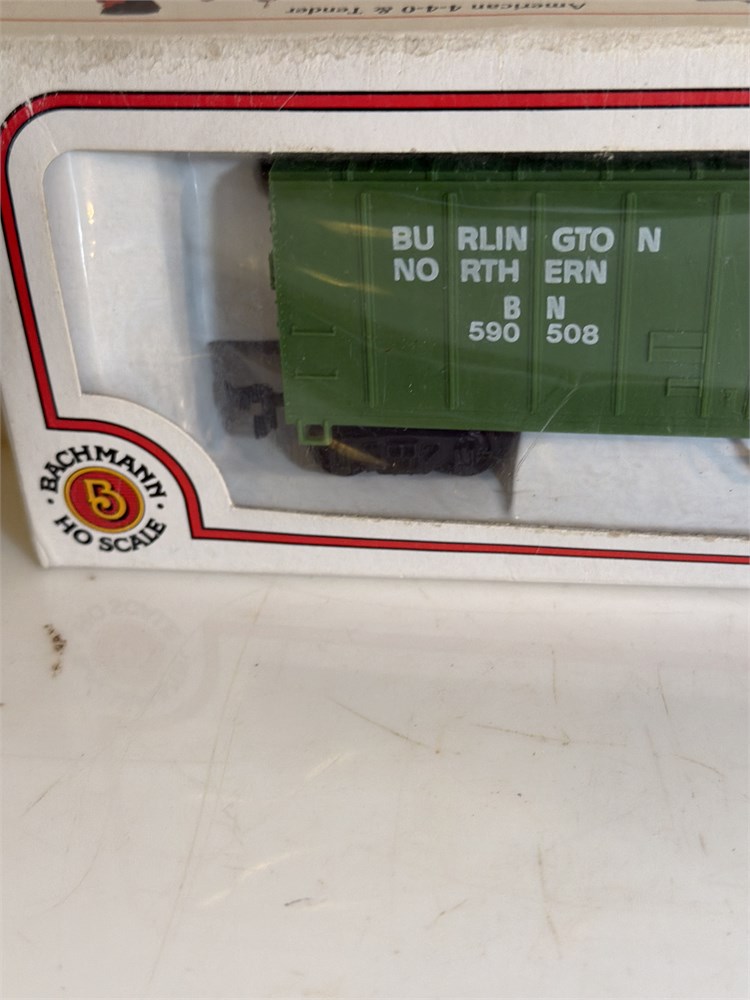 American 4-4-0 & Tender
BU RLIN GTO N
NO RTH ERN
B N
590 508
BACHMANN
B
HO SCALE